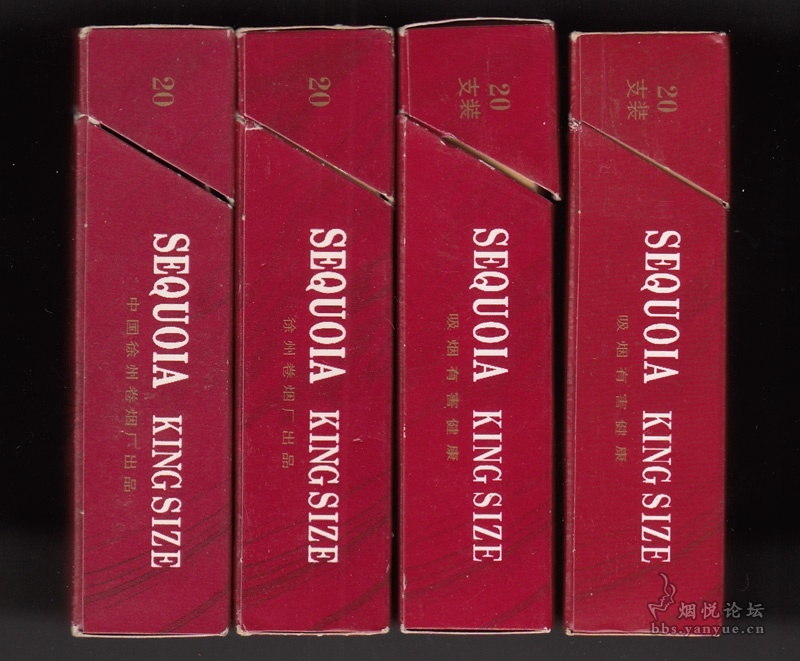 20
SEQUOIA KING SIZE
中国徐州卷烟厂出品
20
SEQUOIA KING SIZE
徐州卷烟厂出品
20
支装
SEQUOIA KING SIZE
吸烟有害健康
20
支装
SEQUOIA KING SIZE
吸烟有害健康
烟悦论坛
bbs.yanyue.cn